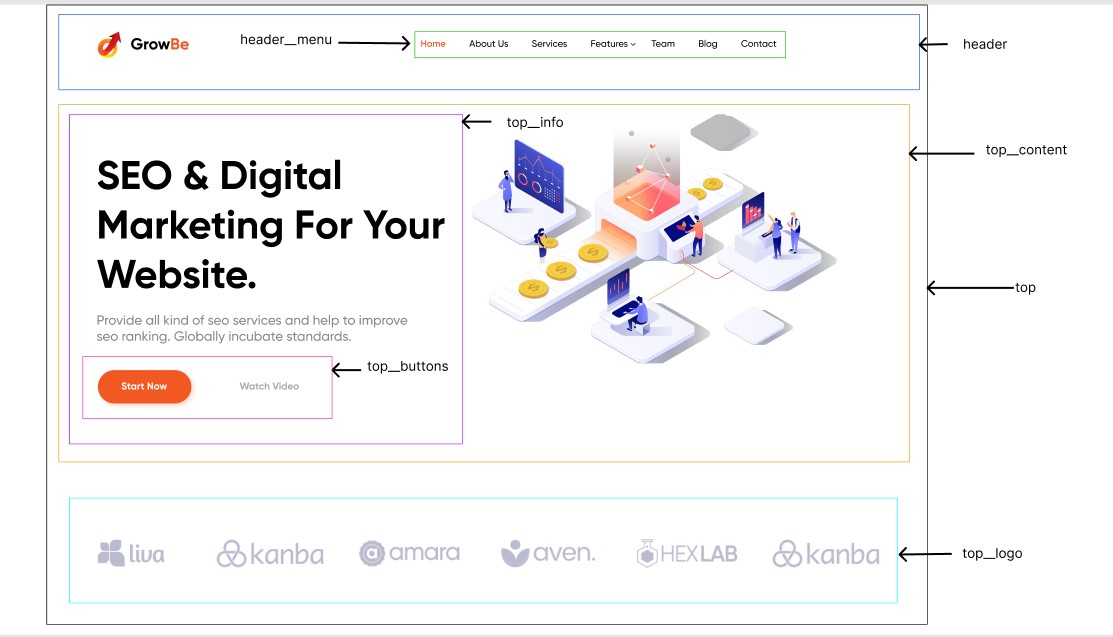 GrowBe
header__menu
Home About Us Services Features Team Blog Contact
header
top__info
top__content
SEO & Digital
Marketing For Your
Website.
top
Provide all kind of seo services and help to improve
seo ranking. Globally incubate standards.
top__buttons
Start Now Watch Video
liva kanba amara aven. HEXLAB kanba
top__logo